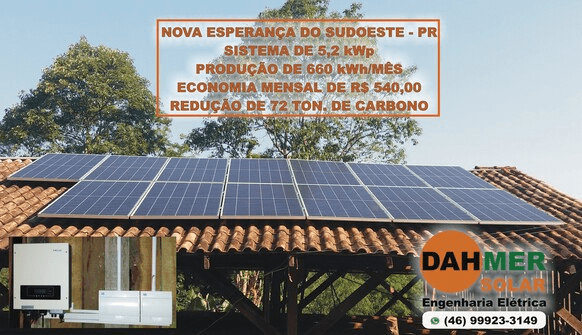 NOVA ESPERANÇA DO SUDOESTE - PR
SISTEMA DE 5,2 kWp
PRODUÇÃO DE 660 kWh/MÊS
ECONOMIA MENSAL DE R$ 540,00
REDUÇÃO DE 72 TON. DE CARBONO
DAHMER
SOLAR
Engenharia Elétrica
(46) 99923-3149